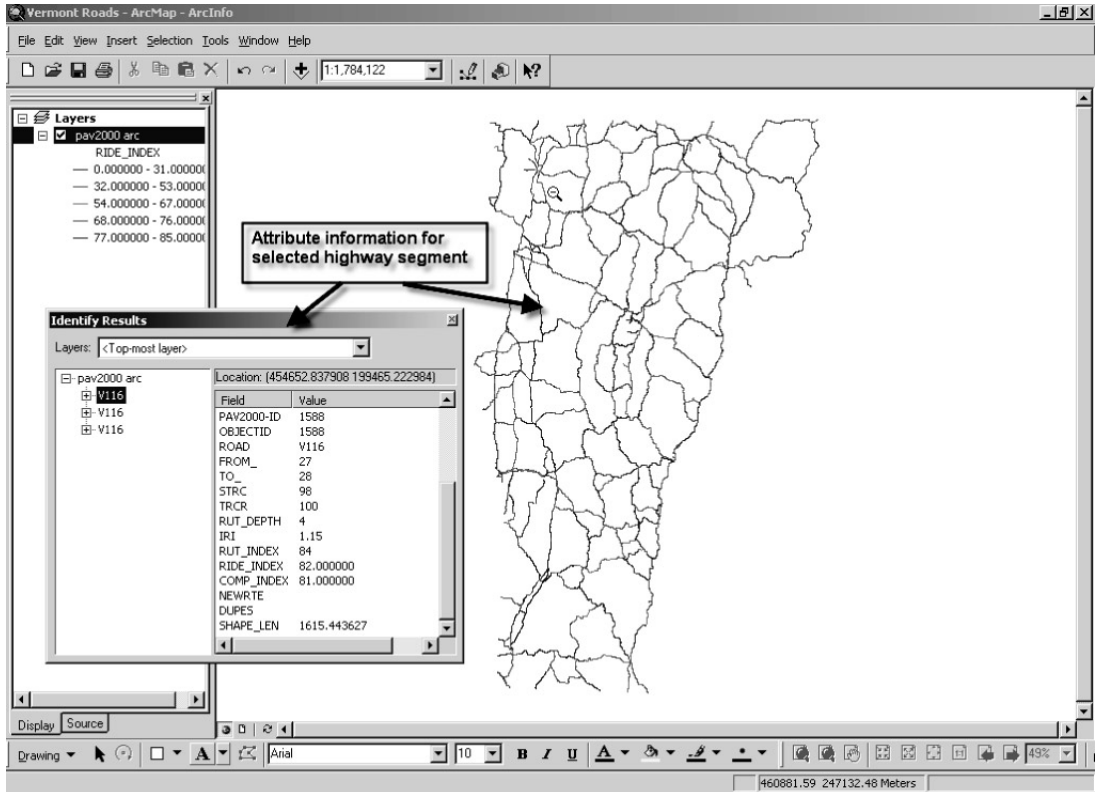 Vermont Roads - ArcMap - ArcInfo
File Edit View Insert Selection Tools Window Help
1:1,784,122
Layers
pav2000 arc
RIDE_INDEX
0.000000 - 31.00000
32.000000 - 53.0000
54.000000 - 67.0000
68.000000 - 76.0000
77.000000 - 85.0000
Attribute information for
selected highway segment
Identify Results
Layers: <Top-most layer>
pav2000 arc
V116
V116
V116
Location: (454652.837908 199465.222984)
Field Value
PAV2000-ID 1588
OBJECTID 1588
ROAD V116
FROM_ 27
TO_ 28
STRC 98
TRCR 100
RUT_DEPTH 4
IRI 1.15
RUT_INDEX 84
RIDE_INDEX 82.000000
COMP_INDEX 81.000000
NEWRTE
DUPES
SHAPE_LEN 1615.443627
Display Source
Drawing A Arial 10 B I U A 49%
460881.59 247132.48 Meters